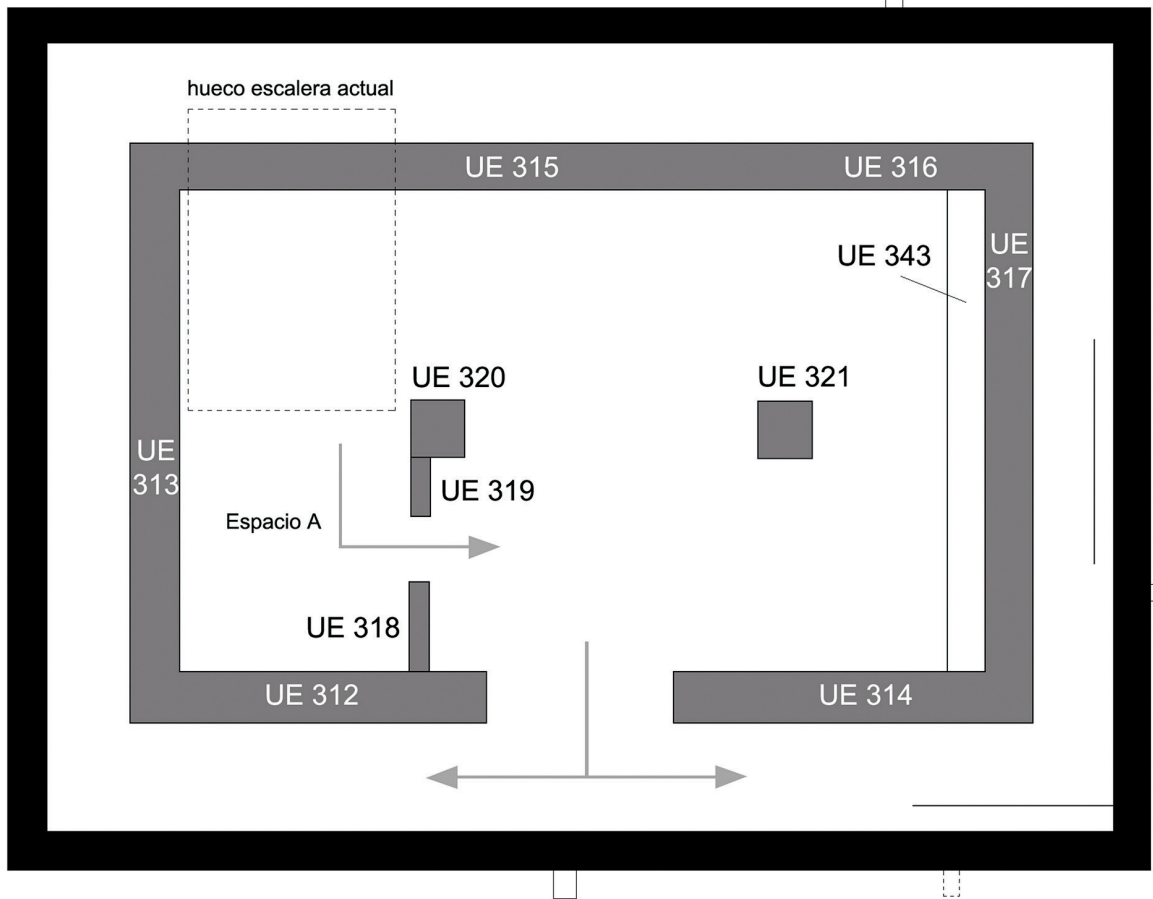 hueco escalera actual
UE 315
UE 316
UE 343
UE
317
UE 320
UE 321
UE
313
UE 319
Espacio A
UE 318
UE 312
UE 314